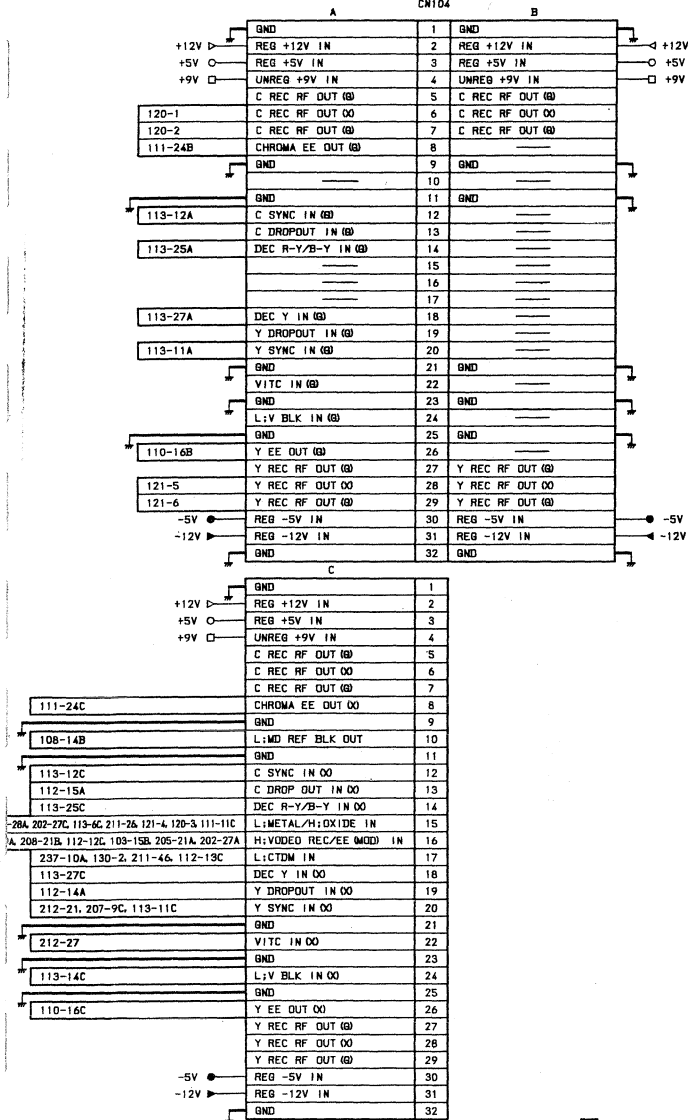 CN104
A B
GND 1 GND
+12V REG +12V IN 2 REG +12V IN +12V
+5V REG +5V IN 3 REG +5V IN +5V
+9V UNREG +9V IN 4 UNREG +9V IN +9V
C REC RF OUT (G) 5 C REC RF OUT (G)
120-1 C REC RF OUT (X) 6 C REC RF OUT (X)
120-2 C REC RF OUT (G) 7 C REC RF OUT (G)
111-24B CHROMA EE OUT (G) 8 ——
GND 9 GND
—— 10
GND 11 GND
113-12A C SYNC IN (G) 12 ——
C DROPOUT IN (G) 13 ——
113-25A DEC R-Y/B-Y IN (G) 14 ——
—— 15 ——
—— 16 ——
—— 17 ——
113-27A DEC Y IN (G) 18 ——
Y DROPOUT IN (G) 19 ——
113-11A Y SYNC IN (G) 20 ——
GND 21 GND
VITC IN (G) 22 ——
GND 23 GND
L;V BLK IN (G) 24 ——
GND 25 GND
110-16B Y EE OUT (G) 26 ——
Y REC RF OUT (G) 27 Y REC RF OUT (G)
121-5 Y REC RF OUT (X) 28 Y REC RF OUT (X)
121-6 Y REC RF OUT (G) 29 Y REC RF OUT (G)
-5V REG -5V IN 30 REG -5V IN -5V
-12V REG -12V IN 31 REG -12V IN -12V
GND 32 GND
C
GND 1
+12V REG +12V IN 2
+5V REG +5V IN 3
+9V UNREG +9V IN 4
C REC RF OUT (G) 5
C REC RF OUT (X) 6
C REC RF OUT (G) 7
111-24C CHROMA EE OUT (X) 8
GND 9
108-14B L;MD REF BLK OUT 10
GND 11
113-12C C SYNC IN (X) 12
112-15A C DROP OUT IN (X) 13
113-25C DEC R-Y/B-Y IN (X) 14
-28A, 202-27C, 113-6C, 211-26, 121-4, 120-3, 111-11C L;METAL/H;OXIDE IN 15
A, 208-21B, 112-12C, 103-15B, 205-21A, 202-27A H;VODEO REC/EE (MOD) IN 16
237-10A, 130-2, 211-46, 112-13C L;CTDM IN 17
113-27C DEC Y IN (X) 18
112-14A Y DROPOUT IN (X) 19
212-21, 207-9C, 113-11C Y SYNC IN (X) 20
GND 21
212-27 VITC IN (X) 22
GND 23
113-14C L;V BLK IN (X) 24
GND 25
110-16C Y EE OUT (X) 26
Y REC RF OUT (G) 27
Y REC RF OUT (X) 28
Y REC RF OUT (G) 29
-5V REG -5V IN 30
-12V REG -12V IN 31
GND 32